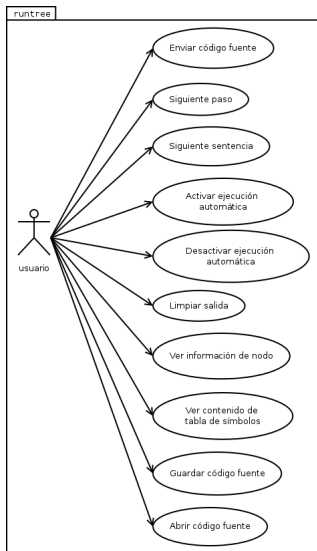 runtree
Enviar código fuente
Siguiente paso
Siguiente sentencia
Activar ejecución
automática
Desactivar ejecución
automática
usuario
Limpiar salida
Ver información de nodo
Ver contenido de
tabla de símbolos
Guardar código fuente
Abrir código fuente